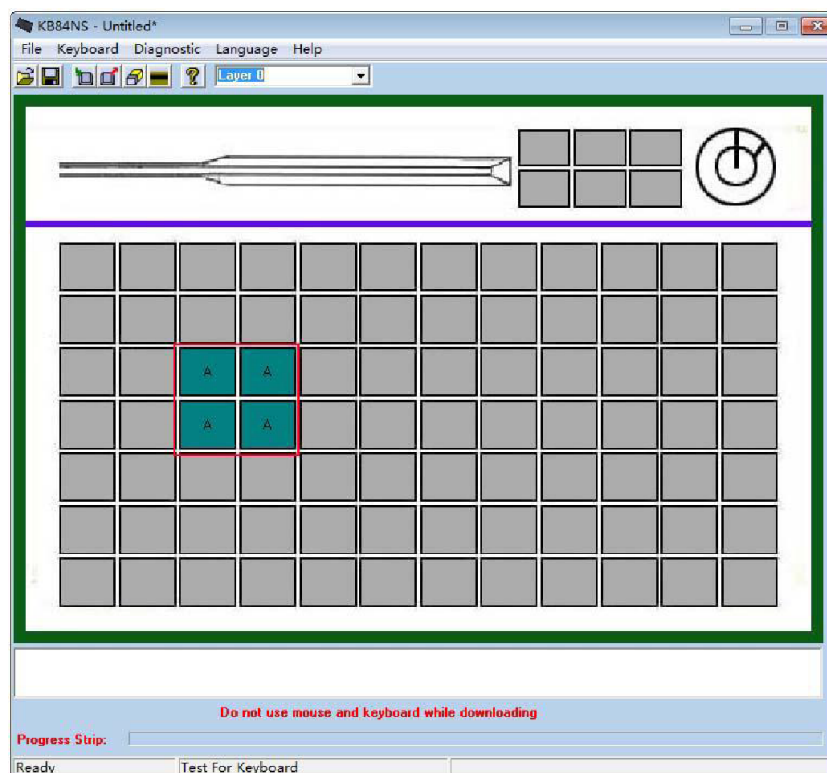 KB84NS - Untitled*
File Keyboard Diagnostic Language Help
Layer 0
A A
A A
Do not use mouse and keyboard while downloading
Progress Strip:
Ready Test For Keyboard